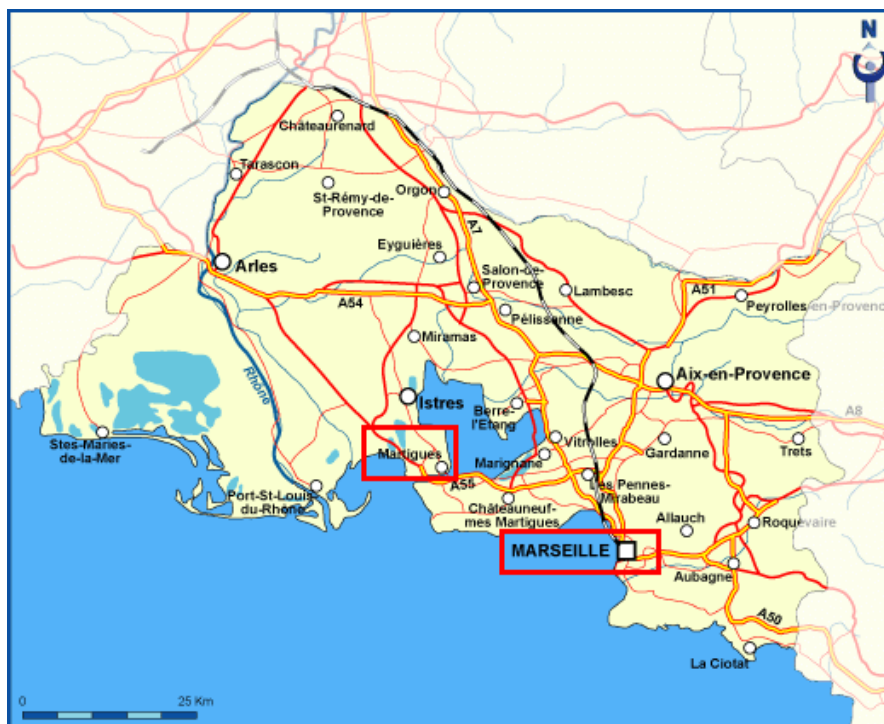 N
Châteaurenard
Tarascon
St-Rémy-de-
Provence
Orgon
A7
Eyguières
Arles
Salon-de-
Provence
Lambesc
A51
Peyrolles
en-Provence
A54
Pélissanne
Miramas
Rhône
Aix-en-Provence
Istres
Berre-
l'Etang
A8
Stes-Maries-
de-la-Mer
Martigues
Vitrolles
Marignane
Gardanne
Trets
Port-St-Louis-
du-Rhône
A55
Les Pennes-
Mirabeau
Châteauneuf-
mes Martigues
Allauch
Roquevaire
MARSEILLE
Aubagne
A50
La Ciotat
0 25 Km